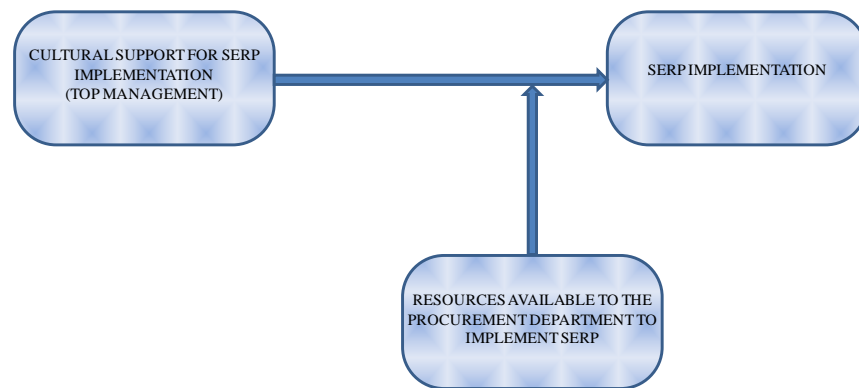 CULTURAL SUPPORT FOR SERP
IMPLEMENTATION
(TOP MANAGEMENT)
SERP IMPLEMENTATION
RESOURCES AVAILABLE TO THE
PROCUREMENT DEPARTMENT TO
IMPLEMENT SERP